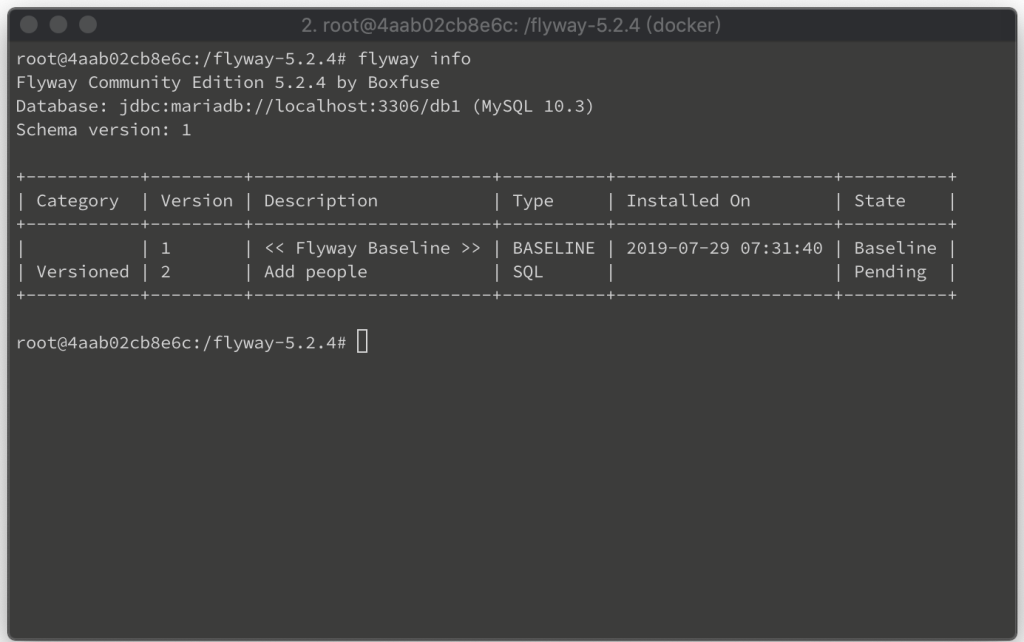 2. root@4aab02cb8e6c: /flyway-5.2.4 (docker)
root@4aab02cb8e6c:/flyway-5.2.4# flyway info
Flyway Community Edition 5.2.4 by Boxfuse
Database: jdbc:mariadb://localhost:3306/db1 (MySQL 10.3)
Schema version: 1
+-----------+---------+-----------------------+----------+---------------------+----------+
| Category  | Version | Description           | Type     | Installed On        | State    |
+-----------+---------+-----------------------+----------+---------------------+----------+
|           | 1       | << Flyway Baseline >> | BASELINE | 2019-07-29 07:31:40 | Baseline |
| Versioned | 2       | Add people            | SQL      |                     | Pending  |
+-----------+---------+-----------------------+----------+---------------------+----------+
root@4aab02cb8e6c:/flyway-5.2.4#